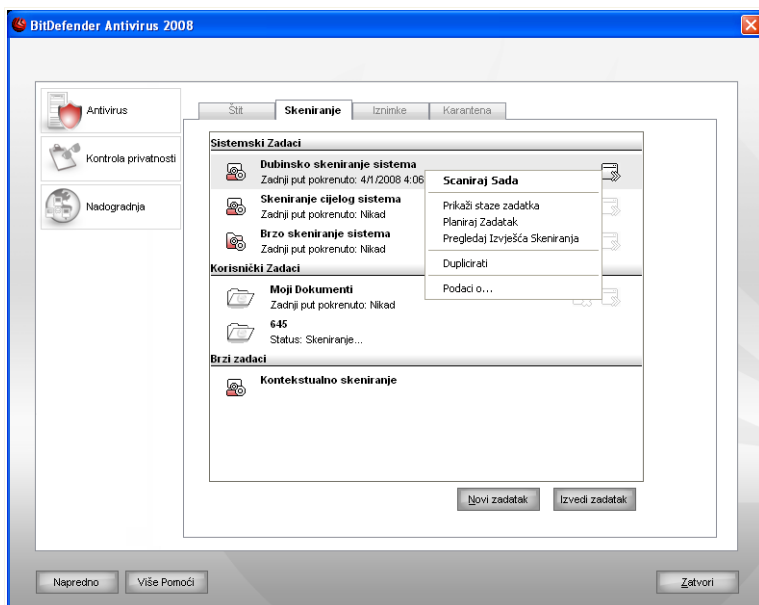 BitDefender Antivirus 2008
Antivirus
Kontrola privatnosti
Nadogradnja
Štit
Skeniranje
Iznimke
Karantena
Sistemski Zadaci
Dubinsko skeniranje sistema
Zadnji put pokrenuto: 4/1/2008 4:06
Skeniranje cijelog sistema
Zadnji put pokrenuto: Nikad
Brzo skeniranje sistema
Zadnji put pokrenuto: Nikad
Scaniraj Sada
Prikaži staze zadatka
Planiraj Zadatak
Pregledaj Izvješća Skeniranja
Duplicirati
Podaci o...
Korisnički Zadaci
Moji Dokumenti
Zadnji put pokrenuto: Nikad
645
Status: Skeniranje...
Brzi zadaci
Kontekstualno skeniranje
Novi zadatak
Izvedi zadatak
Napredno
Više Pomoći
Zatvori